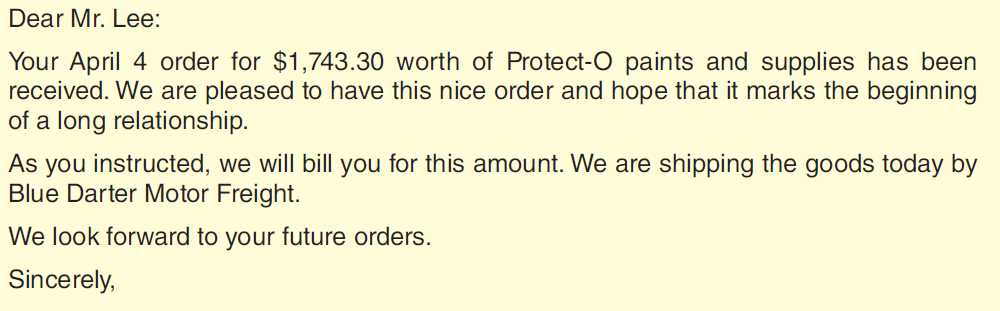 Dear Mr. Lee:
Your April 4 order for $1,743.30 worth of Protect-O paints and supplies has been
received. We are pleased to have this nice order and hope that it marks the beginning
of a long relationship.
As you instructed, we will bill you for this amount. We are shipping the goods today by
Blue Darter Motor Freight.
We look forward to your future orders.
Sincerely,